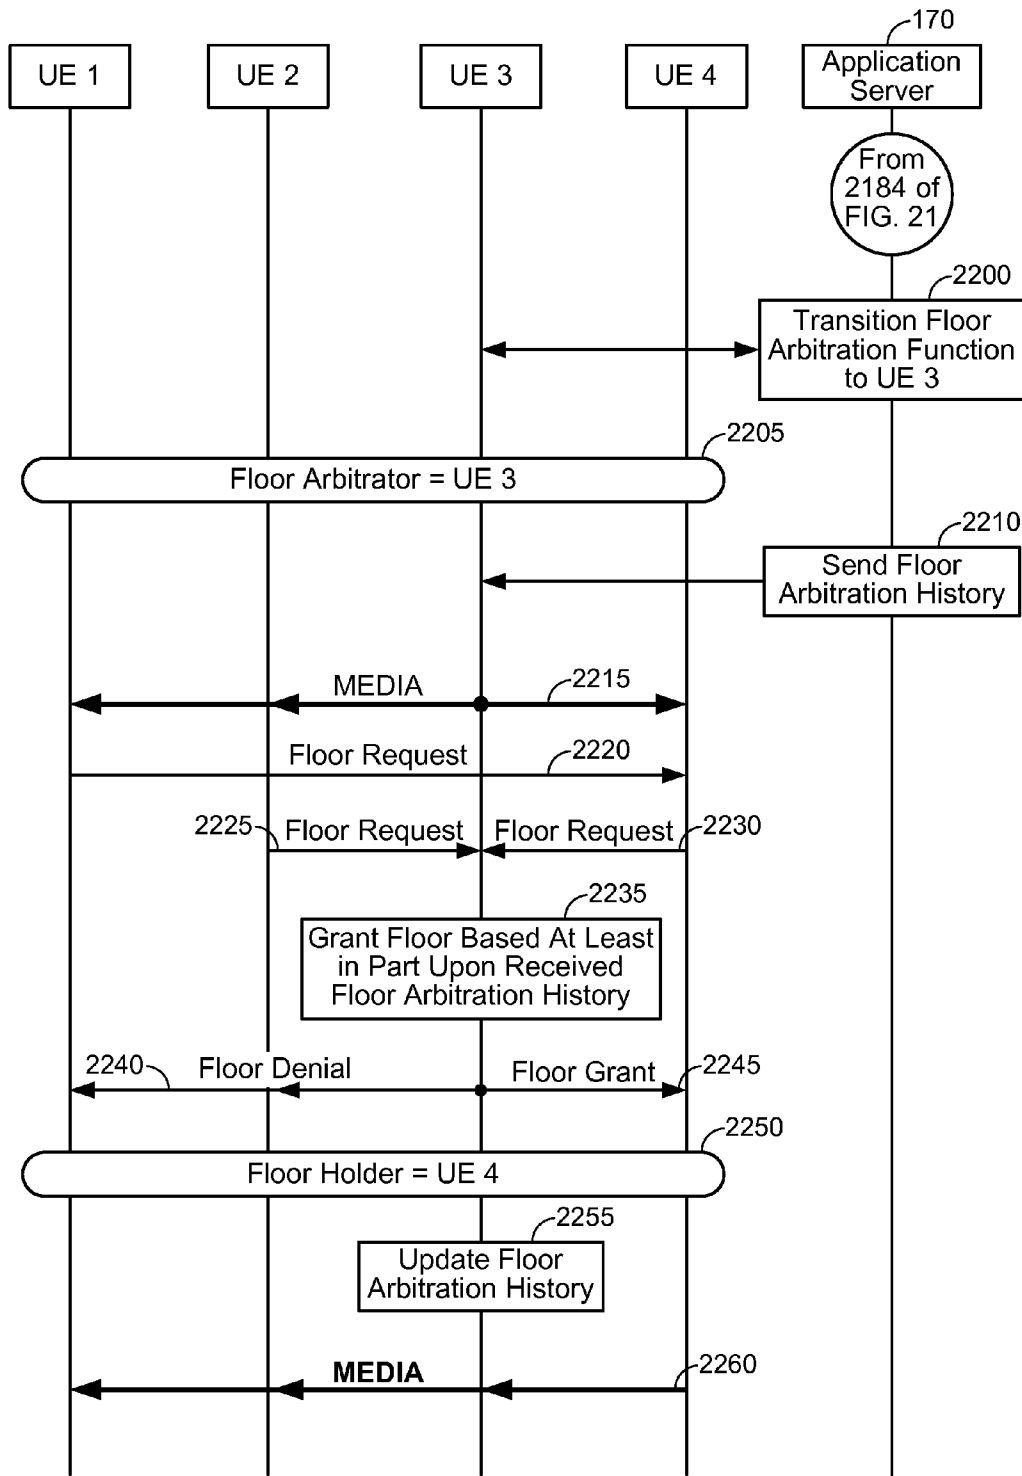 170
UE 1
UE 2
UE 3
UE 4
Application
Server
From
2184 of
FIG. 21
2200
Transition Floor
Arbitration Function
to UE 3
2205
Floor Arbitrator = UE 3
2210
Send Floor
Arbitration History
MEDIA
2215
Floor Request
2220
2225
Floor Request
Floor Request
2230
2235
Grant Floor Based At Least
in Part Upon Received
Floor Arbitration History
2240
Floor Denial
Floor Grant
2245
2250
Floor Holder = UE 4
2255
Update Floor
Arbitration History
MEDIA
2260